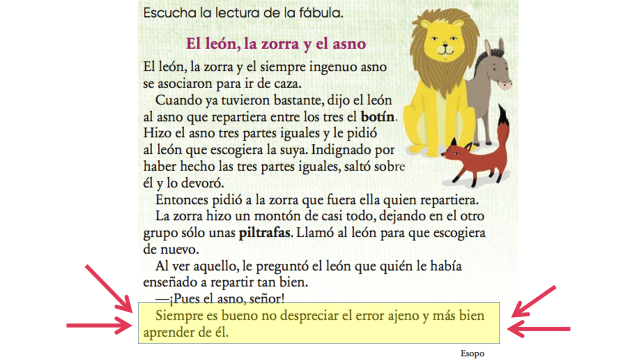 Escucha la lectura de la fábula.
El león, la zorra y el asno
El león, la zorra y el siempre ingenuo asno
se asociaron para ir de caza.
Cuando ya tuvieron bastante, dijo el león
al asno que repartiera entre los tres el botín.
Hizo el asno tres partes iguales y le pidió
al león que escogiera la suya. Indignado por
haber hecho las tres partes iguales, saltó sobre
él y lo devoró.
Entonces pidió a la zorra que fuera ella quien repartiera.
La zorra hizo un montón de casi todo, dejando en el otro
grupo sólo unas piltrafas. Llamó al león para que escogiera
de nuevo.
Al ver aquello, le preguntó el león que quién le había
enseñado a repartir tan bien.
—¡Pues el asno, señor!
Siempre es bueno no despreciar el error ajeno y más bien
aprender de él.
Esopo